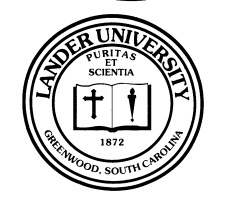 LANDER UNIVERSITY
PURITAS
ET
SCIENTIA
1872
GREENWOOD, SOUTH CAROLINA